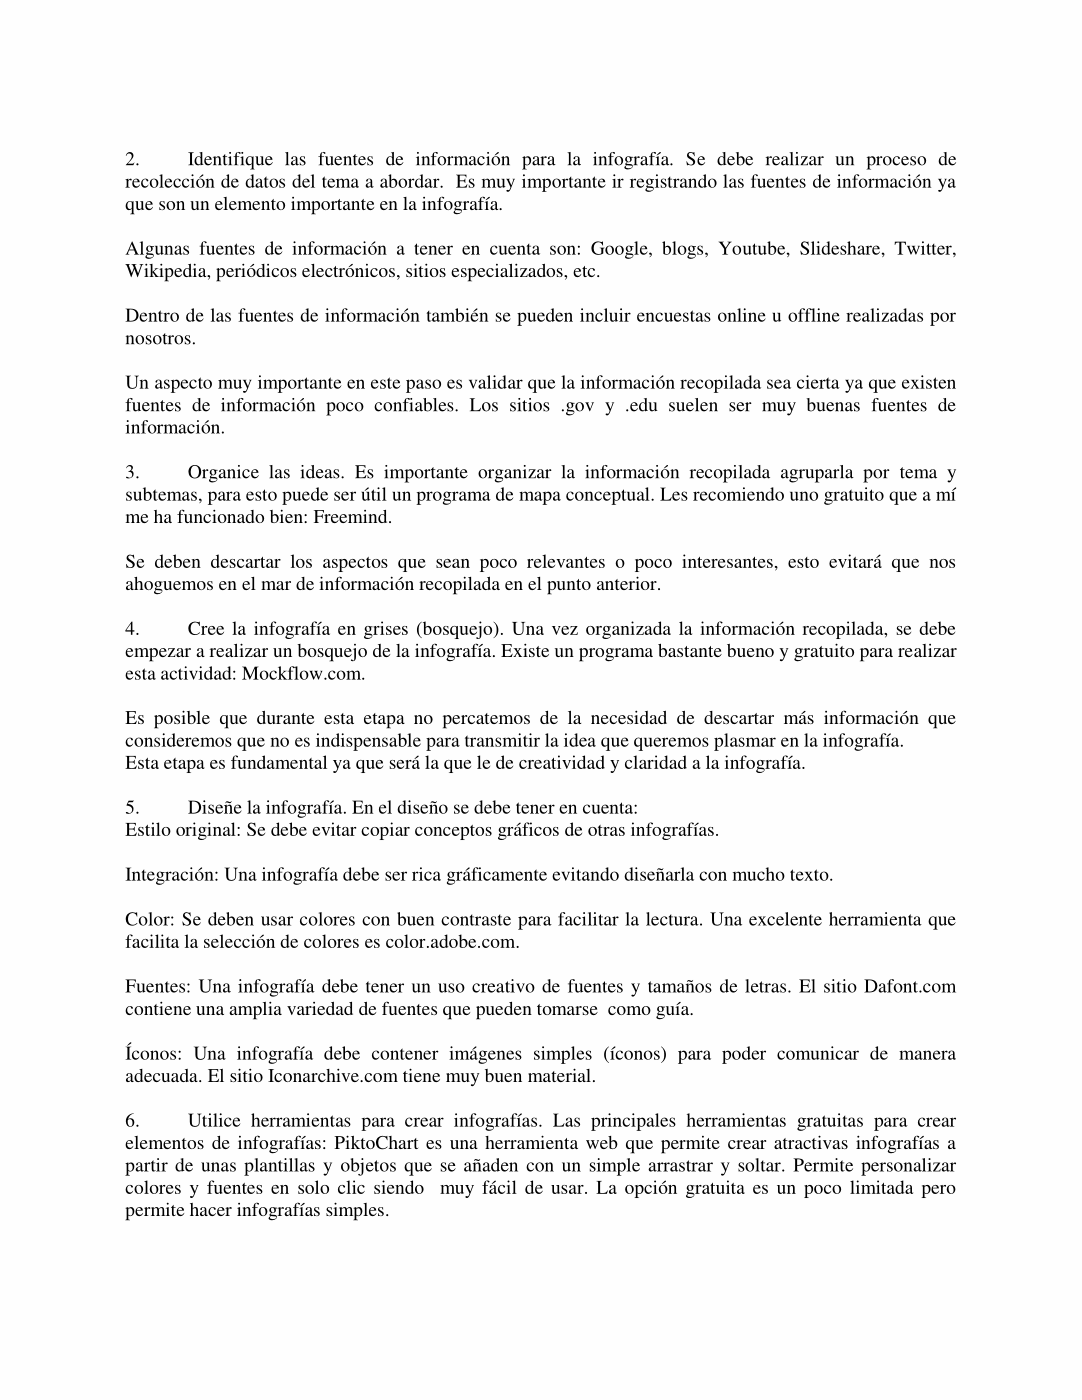 2. Identifique las fuentes de información para la infografía. Se debe realizar un proceso de
recolección de datos del tema a abordar.  Es muy importante ir registrando las fuentes de información ya
que son un elemento importante en la infografía.
Algunas fuentes de información a tener en cuenta son: Google, blogs, Youtube, Slideshare, Twitter,
Wikipedia, periódicos electrónicos, sitios especializados, etc.
Dentro de las fuentes de información también se pueden incluir encuestas online u offline realizadas por
nosotros.
Un aspecto muy importante en este paso es validar que la información recopilada sea cierta ya que existen
fuentes de información poco confiables. Los sitios .gov y .edu suelen ser muy buenas fuentes de
información.
3. Organice las ideas. Es importante organizar la información recopilada agruparla por tema y
subtemas, para esto puede ser útil un programa de mapa conceptual. Les recomiendo uno gratuito que a mí
me ha funcionado bien: Freemind.
Se deben descartar los aspectos que sean poco relevantes o poco interesantes, esto evitará que nos
ahoguemos en el mar de información recopilada en el punto anterior.
4. Cree la infografía en grises (bosquejo). Una vez organizada la información recopilada, se debe
empezar a realizar un bosquejo de la infografía. Existe un programa bastante bueno y gratuito para realizar
esta actividad: Mockflow.com.
Es posible que durante esta etapa no percatemos de la necesidad de descartar más información que
consideremos que no es indispensable para transmitir la idea que queremos plasmar en la infografía.
Esta etapa es fundamental ya que será la que le de creatividad y claridad a la infografía.
5. Diseñe la infografía. En el diseño se debe tener en cuenta:
Estilo original: Se debe evitar copiar conceptos gráficos de otras infografías.
Integración: Una infografía debe ser rica gráficamente evitando diseñarla con mucho texto.
Color: Se deben usar colores con buen contraste para facilitar la lectura. Una excelente herramienta que
facilita la selección de colores es color.adobe.com.
Fuentes: Una infografía debe tener un uso creativo de fuentes y tamaños de letras. El sitio Dafont.com
contiene una amplia variedad de fuentes que pueden tomarse  como guía.
Íconos: Una infografía debe contener imágenes simples (íconos) para poder comunicar de manera
adecuada. El sitio Iconarchive.com tiene muy buen material.
6. Utilice herramientas para crear infografías. Las principales herramientas gratuitas para crear
elementos de infografías: PiktoChart es una herramienta web que permite crear atractivas infografías a
partir de unas plantillas y objetos que se añaden con un simple arrastrar y soltar. Permite personalizar
colores y fuentes en solo clic siendo  muy fácil de usar. La opción gratuita es un poco limitada pero
permite hacer infografías simples.